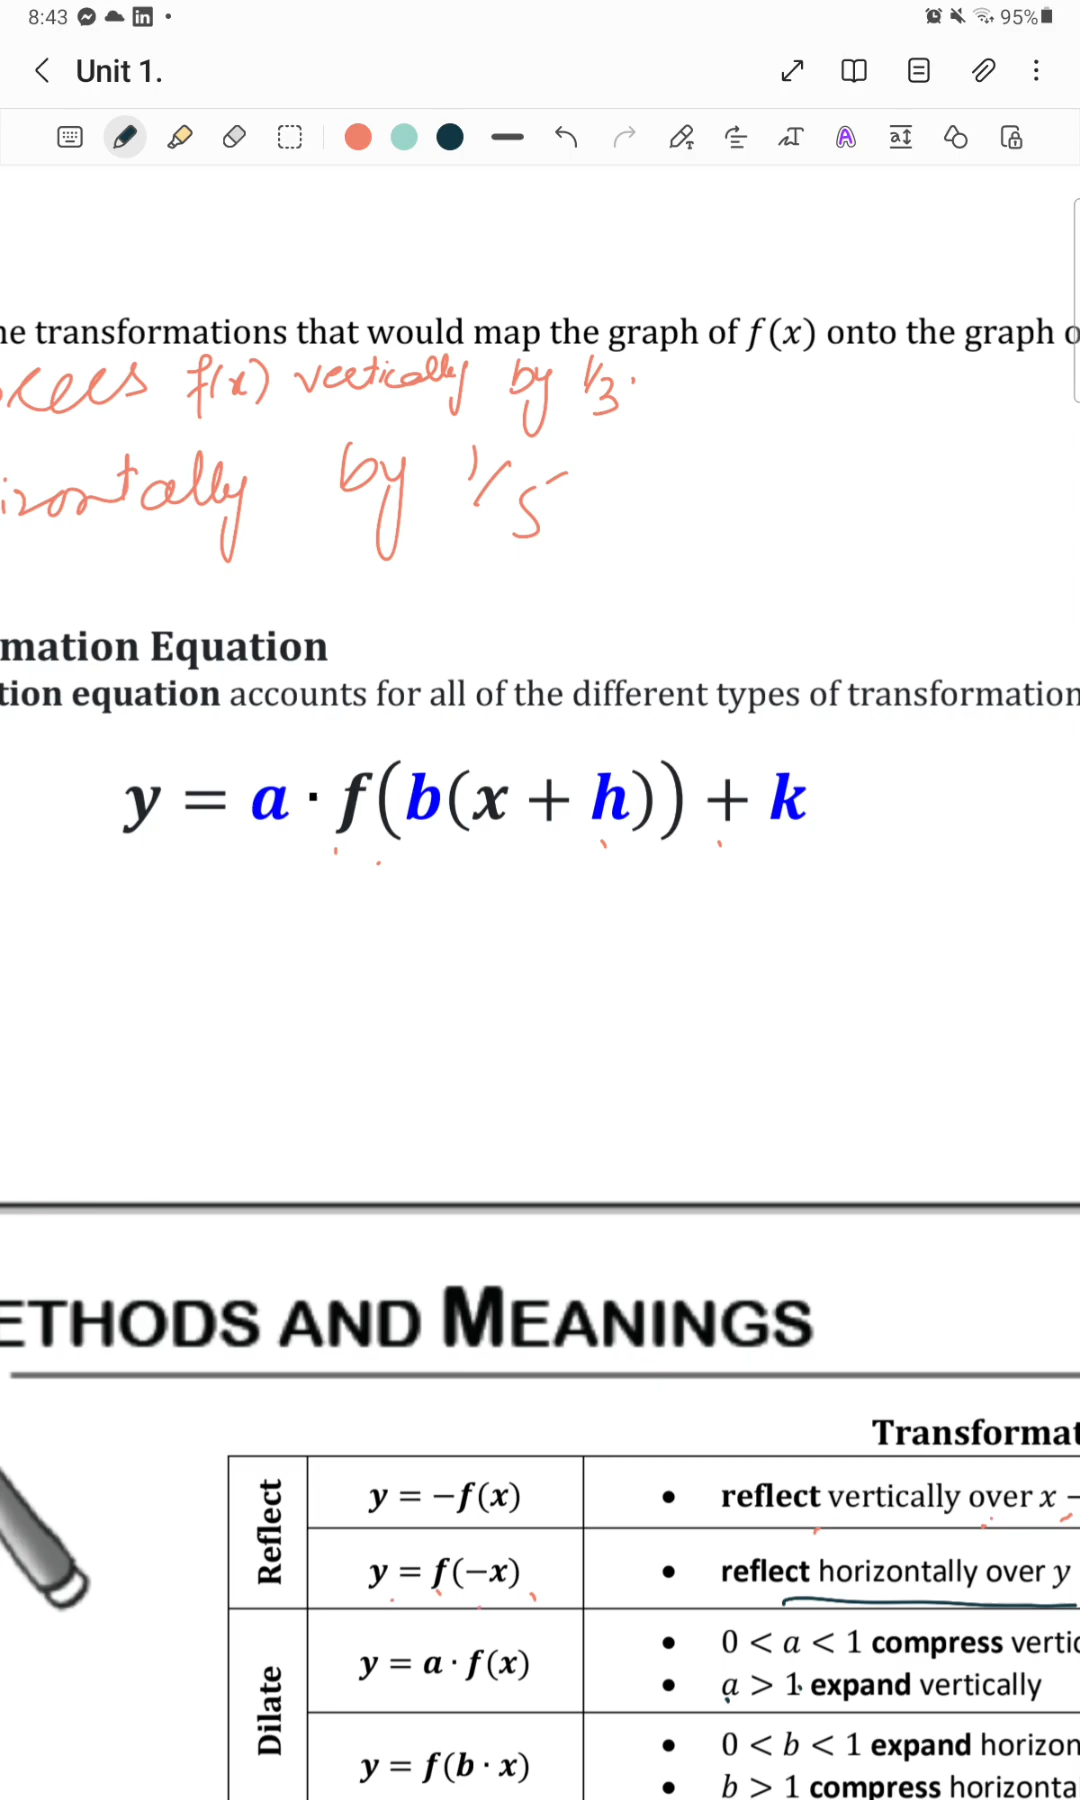 8:43 in • 95%
Unit 1.
he transformations that would map the graph of f(x) onto the graph o
f(x) vertically by 1/3.
izontally by 1/5
mation Equation
tion equation accounts for all of the different types of transformation
y = a · f(b(x + h)) + k
ETHODS AND MEANINGS
Transformat
Reflect
y = −f(x)
• reflect vertically over x −
y = f(−x)
• reflect horizontally over y
Dilate
y = a · f(x)
• 0 < a < 1 compress vertic
• a > 1 expand vertically
y = f(b · x)
• 0 < b < 1 expand horizon
• b > 1 compress horizonta